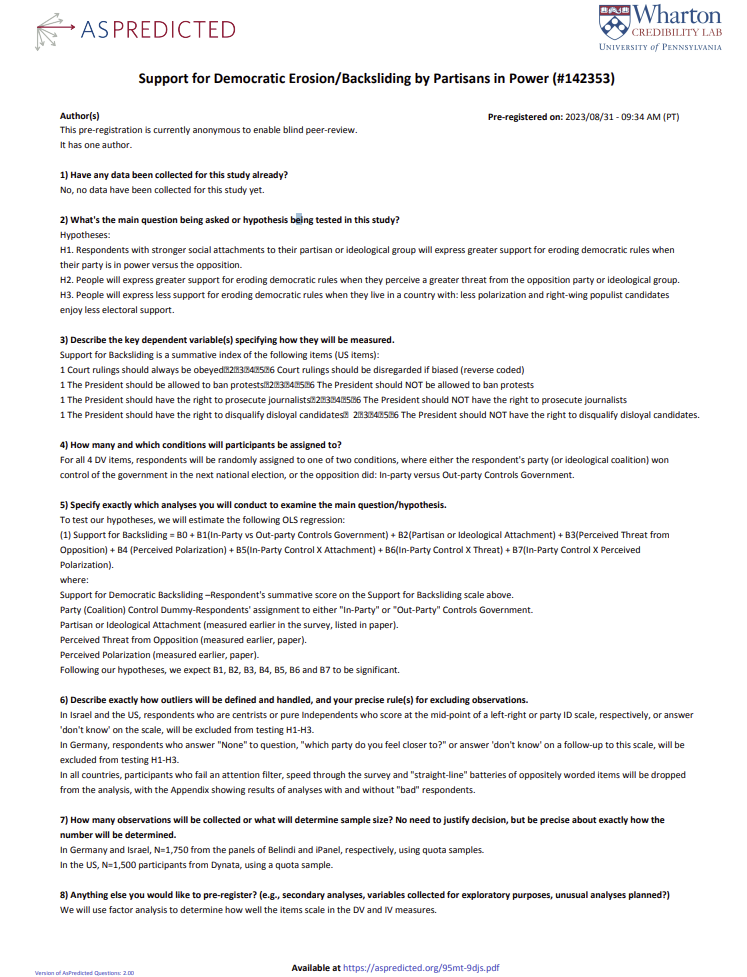 ASPREDICTED
Wharton
CREDIBILITY LAB
UNIVERSITY of PENNSYLVANIA
Support for Democratic Erosion/Backsliding by Partisans in Power (#142353)
Author(s)
Pre-registered on: 2023/08/31 - 09:34 AM (PT)
This pre-registration is currently anonymous to enable blind peer-review.
It has one author.
1) Have any data been collected for this study already?
No, no data have been collected for this study yet.
2) What's the main question being asked or hypothesis being tested in this study?
Hypotheses:
H1. Respondents with stronger social attachments to their partisan or ideological group will express greater support for eroding democratic rules when
their party is in power versus the opposition.
H2. People will express greater support for eroding democratic rules when they perceive a greater threat from the opposition party or ideological group.
H3. People will express less support for eroding democratic rules when they live in a country with: less polarization and right-wing populist candidates
enjoy less electoral support.
3) Describe the key dependent variable(s) specifying how they will be measured.
Support for Backsliding is a summative index of the following items (US items):
1 Court rulings should always be obeyed 2 3 4 5 6 Court rulings should be disregarded if biased (reverse coded)
1 The President should be allowed to ban protests 2 3 4 5 6 The President should NOT be allowed to ban protests
1 The President should have the right to prosecute journalists 2 3 4 5 6 The President should NOT have the right to prosecute journalists
1 The President should have the right to disqualify disloyal candidates 2 3 4 5 6 The President should NOT have the right to disqualify disloyal candidates.
4) How many and which conditions will participants be assigned to?
For all 4 DV items, respondents will be randomly assigned to one of two conditions, where either the respondent's party (or ideological coalition) won
control of the government in the next national election, or the opposition did: In-party versus Out-party Controls Government.
5) Specify exactly which analyses you will conduct to examine the main question/hypothesis.
To test our hypotheses, we will estimate the following OLS regression:
(1) Support for Backsliding = B0 + B1(In-Party vs Out-party Controls Government) + B2(Partisan or Ideological Attachment) + B3(Perceived Threat from
Opposition) + B4 (Perceived Polarization) + B5(In-Party Control X Attachment) + B6(In-Party Control X Threat) + B7(In-Party Control X Perceived
Polarization).
where:
Support for Democratic Backsliding –Respondent's summative score on the Support for Backsliding scale above.
Party (Coalition) Control Dummy-Respondents' assignment to either "In-Party" or "Out-Party" Controls Government.
Partisan or Ideological Attachment (measured earlier in the survey, listed in paper).
Perceived Threat from Opposition (measured earlier, paper).
Perceived Polarization (measured earlier, paper).
Following our hypotheses, we expect B1, B2, B3, B4, B5, B6 and B7 to be significant.
6) Describe exactly how outliers will be defined and handled, and your precise rule(s) for excluding observations.
In Israel and the US, respondents who are centrists or pure Independents who score at the mid-point of a left-right or party ID scale, respectively, or answer
'don't know' on the scale, will be excluded from testing H1-H3.
In Germany, respondents who answer "None" to question, "which party do you feel closer to?" or answer 'don't know' on a follow-up to this scale, will be
excluded from testing H1-H3.
In all countries, participants who fail an attention filter, speed through the survey and "straight-line" batteries of oppositely worded items will be dropped
from the analysis, with the Appendix showing results of analyses with and without "bad" respondents.
7) How many observations will be collected or what will determine sample size? No need to justify decision, but be precise about exactly how the
number will be determined.
In Germany and Israel, N=1,750 from the panels of Belindi and iPanel, respectively, using quota samples.
In the US, N=1,500 participants from Dynata, using a quota sample.
8) Anything else you would like to pre-register? (e.g., secondary analyses, variables collected for exploratory purposes, unusual analyses planned?)
We will use factor analysis to determine how well the items scale in the DV and IV measures.
Version of AsPredicted Questions: 2.00
Available at https://aspredicted.org/95mt-9djs.pdf